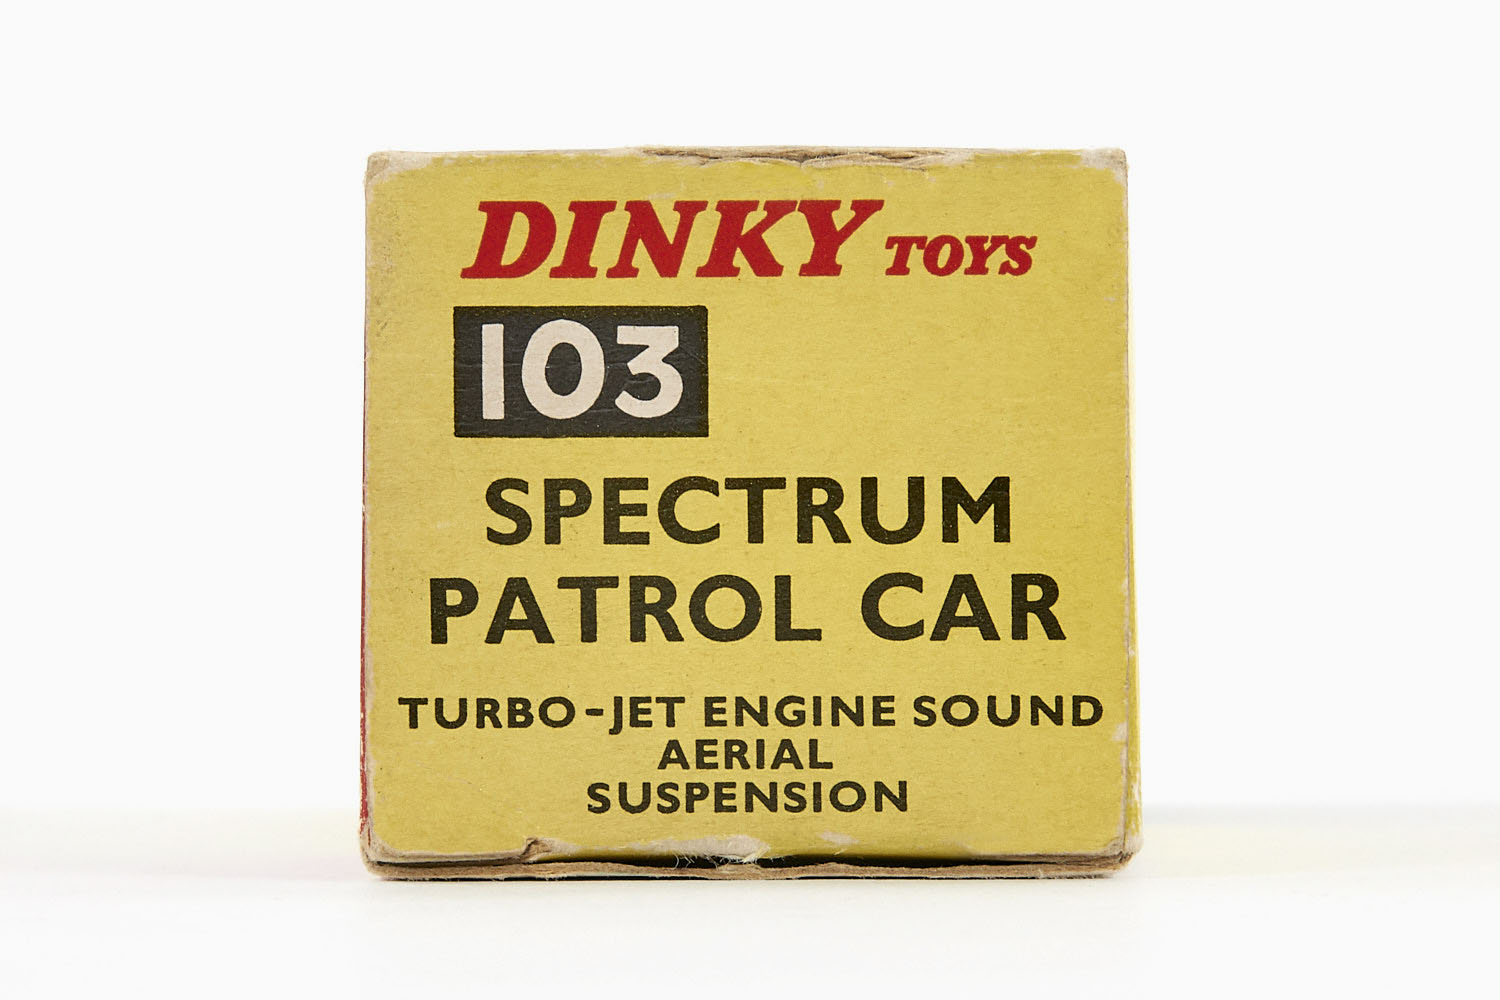 DINKY TOYS
103
SPECTRUM
PATROL CAR
TURBO-JET ENGINE SOUND
AERIAL
SUSPENSION